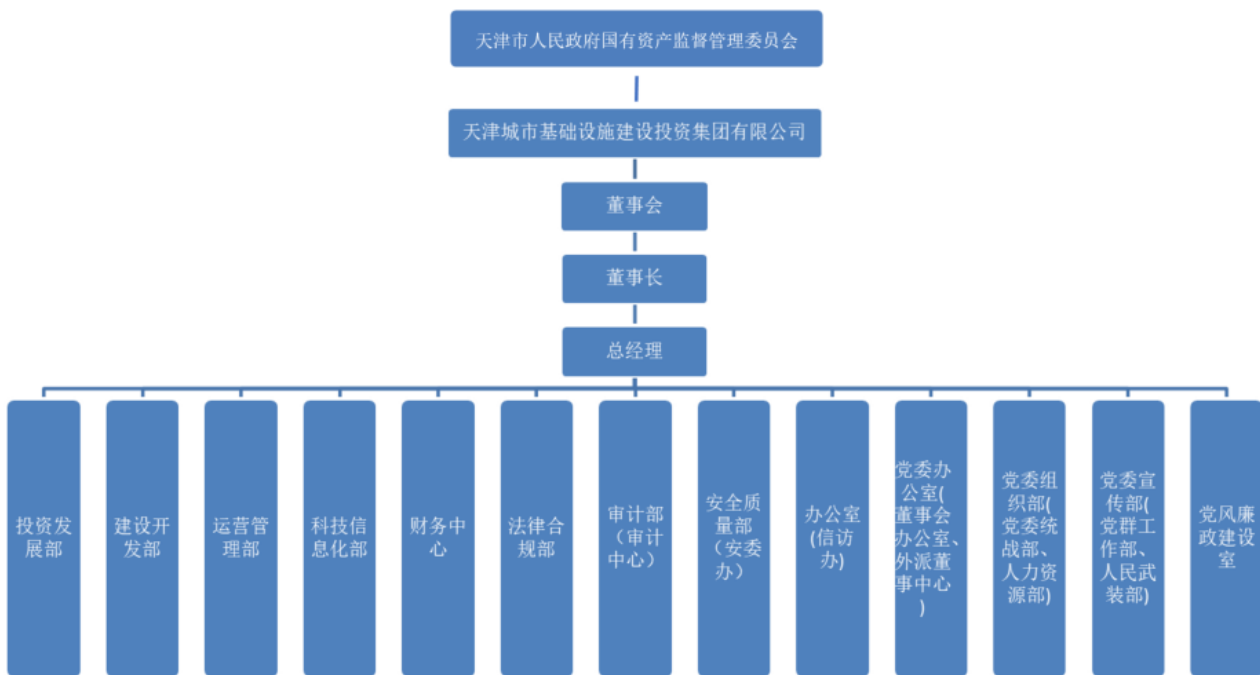 天津市人民政府国有资产监督管理委员会
天津城市基础设施建设投资集团有限公司
董事会
董事长
总经理
投资发
展部
建设开
发部
运营管
理部
科技信
息化部
财务中
心
法律合
规部
审计部
（审计
中心）
安全质
量部
（安委
办）
办公室
(信访
办)
党委办
公室(
董事会
办公室、
外派董
事中心
)
党委组
织部(
党委统
战部、
人力资
源部)
党委宣
传部(
党群工
作部、
人民武
装部)
党风廉
政建设
室